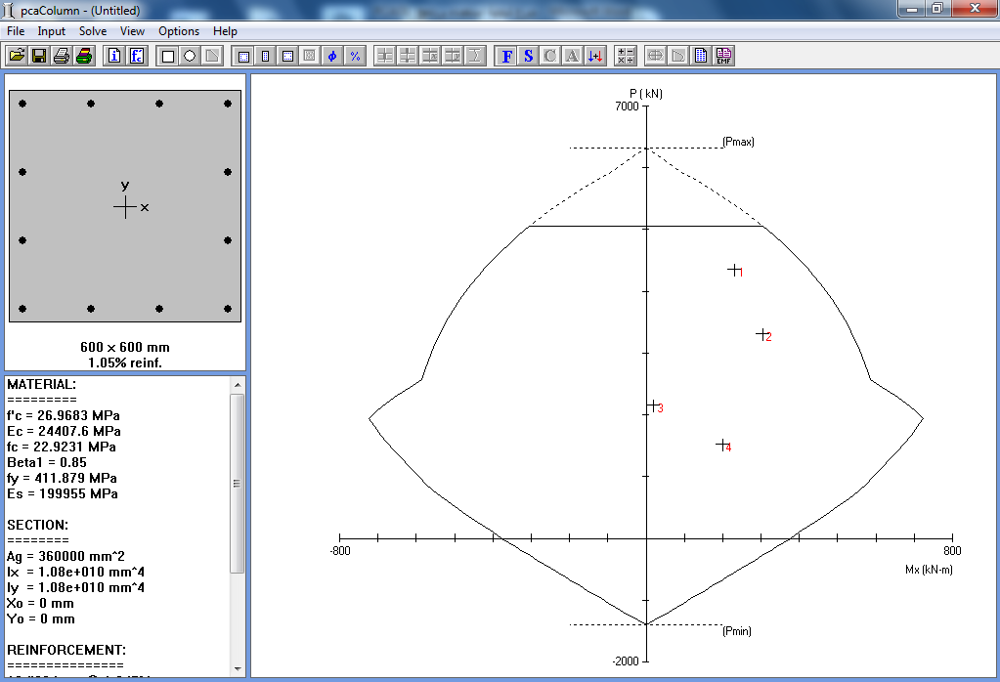 pcaColumn - (Untitled)
File Input Solve View Options Help
y
x
600 x 600 mm
1.05% reinf.
MATERIAL:
=========
f'c = 26.9683 MPa
Ec = 24407.6 MPa
fc = 22.9231 MPa
Beta1 = 0.85
fy = 411.879 MPa
Es = 199955 MPa
SECTION:
========
Ag = 360000 mm^2
Ix = 1.08e+010 mm^4
Iy = 1.08e+010 mm^4
Xo = 0 mm
Yo = 0 mm
REINFORCEMENT:
===============
P ( kN)
7000
(Pmax)
1
2
3
4
-800
800
Mx (kN-m)
(Pmin)
-2000